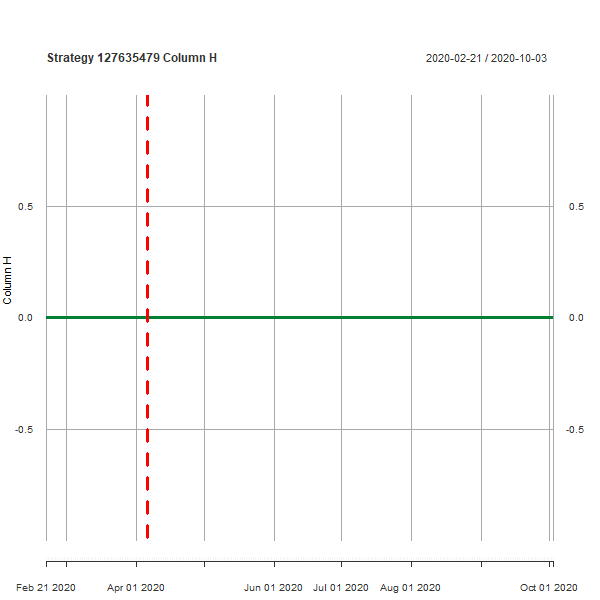 Strategy 127635479 Column H
2020-02-21 / 2020-10-03
0.5
0.5
Column H
0.0
0.0
-0.5
-0.5
Feb 21 2020
Apr 01 2020
Jun 01 2020
Jul 01 2020
Aug 01 2020
Oct 01 2020